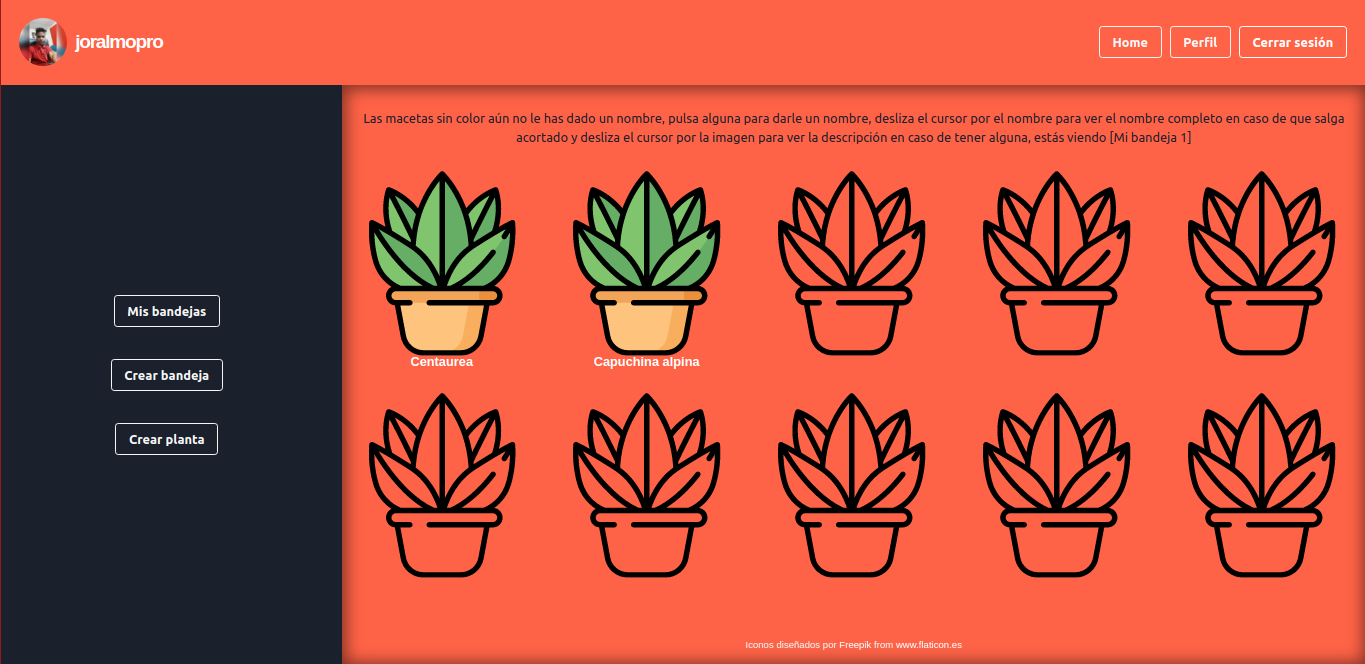 joralmopro
Home
Perfil
Cerrar sesión
Las macetas sin color aún no le has dado un nombre, pulsa alguna para darle un nombre, desliza el cursor por el nombre para ver el nombre completo en caso de que salga
acortado y desliza el cursor por la imagen para ver la descripción en caso de tener alguna, estás viendo [Mi bandeja 1]
Mis bandejas
Crear bandeja
Crear planta
Centaurea
Capuchina alpina
Iconos diseñados por Freepik from www.flaticon.es